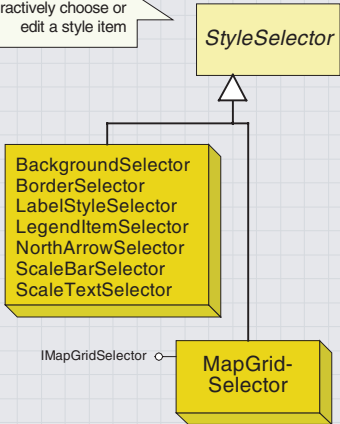 ractively choose or
edit a style item
StyleSelector
BackgroundSelector
BorderSelector
LabelStyleSelector
LegendItemSelector
NorthArrowSelector
ScaleBarSelector
ScaleTextSelector
IMapGridSelector
MapGrid-
Selector